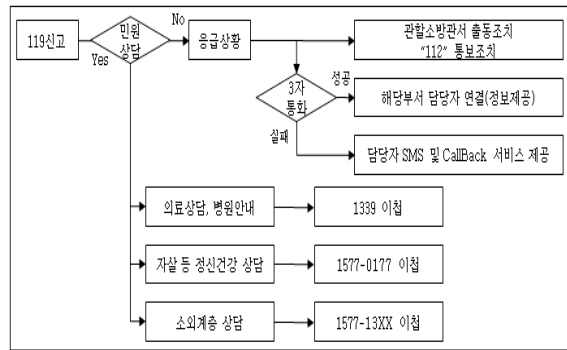 119신고
민원
상담
No
Yes
응급상황
관할소방관서 출동조치
"112" 통보조치
3자
통화
성공
실패
해당부서 담당자 연결(정보제공)
담당자 SMS 및 CallBack 서비스 제공
의료상담, 병원안내
1339 이첩
자살 등 정신건강 상담
1577-0177 이첩
소외계층 상담
1577-13XX 이첩